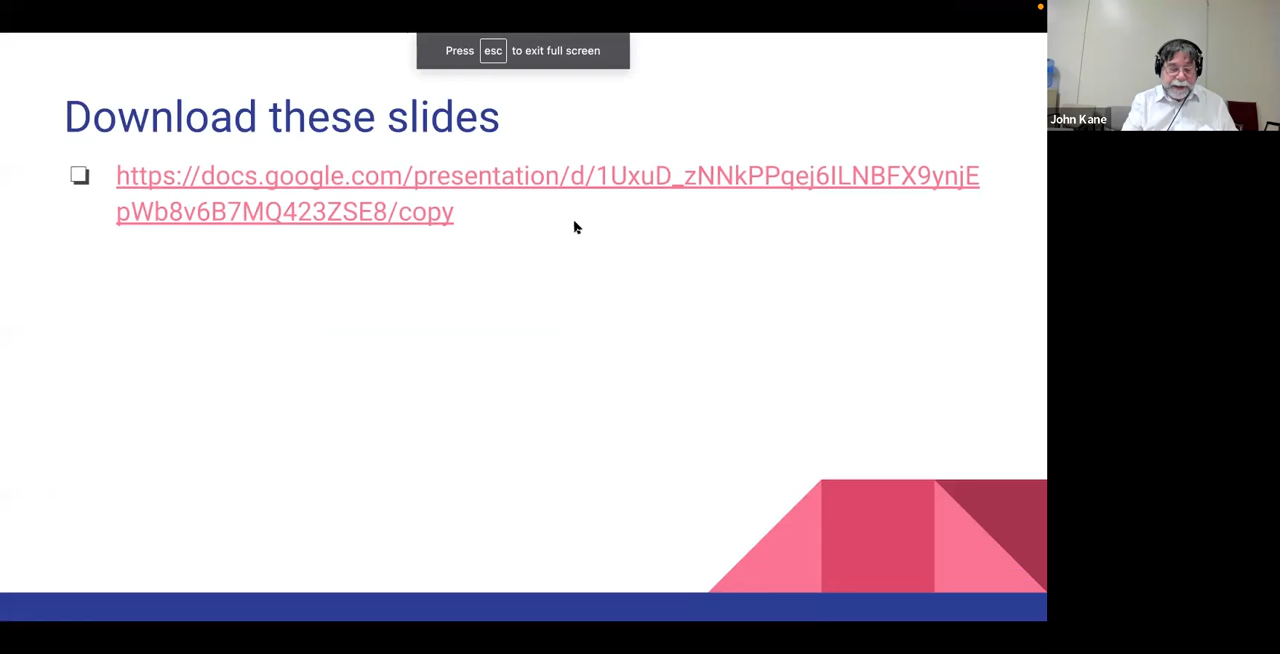 Press esc to exit full screen
Download these slides
https://docs.google.com/presentation/d/1UxuD_zNNkPPqej6ILNBFX9ynjE
pWb8v6B7MQ423ZSE8/copy
John Kane